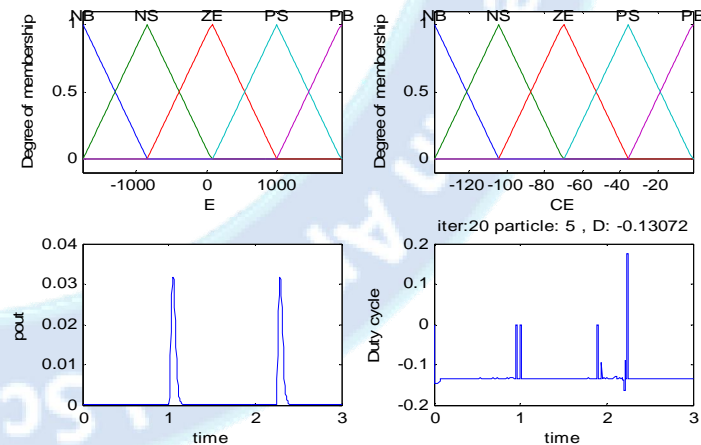 NB NS ZE PS PB
Degree of membership
0.5
0
-1000 0 1000
E
NB NS ZE PS PB
Degree of membership
0.5
0
-120 -100 -80 -60 -40 -20
CE
0.04
0.03
0.02
0.01
0
pout
0 1 2 3
time
iter:20 particle: 5 , D: -0.13072
0.2
0.1
0
-0.1
-0.2
Duty cycle
0 1 2 3
time